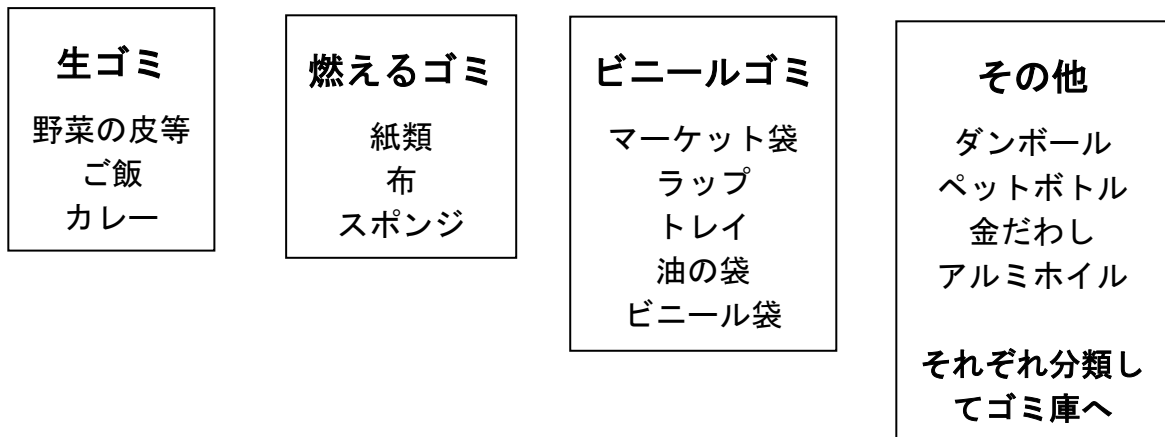 生ゴミ
野菜の皮等
ご飯
カレー
燃えるゴミ
紙類
布
スポンジ
ビニールゴミ
マーケット袋
ラップ
トレイ
油の袋
ビニール袋
その他
ダンボール
ペットボトル
金だわし
アルミホイル
それぞれ分類し
てゴミ庫へ